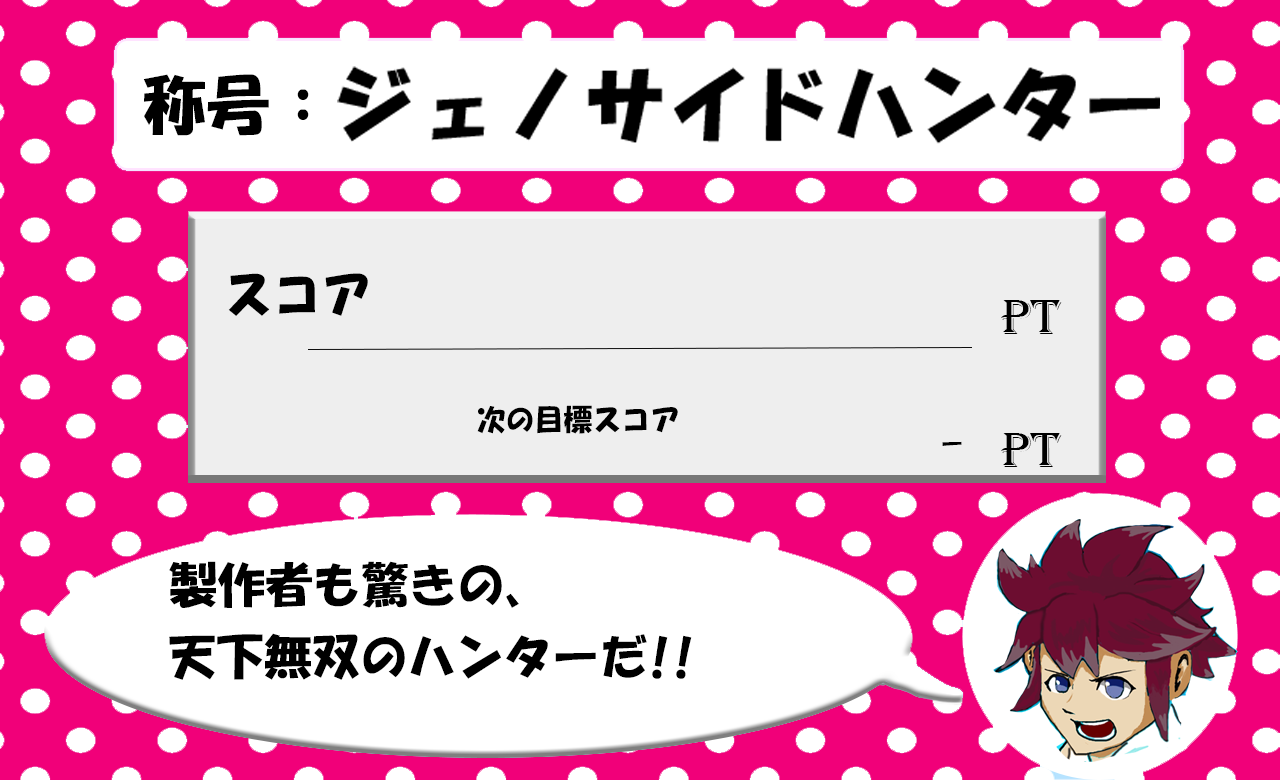 称号：ジェノサイドハンター
スコア
PT
次の目標スコア
- PT
製作者も驚きの、
天下無双のハンターだ!!